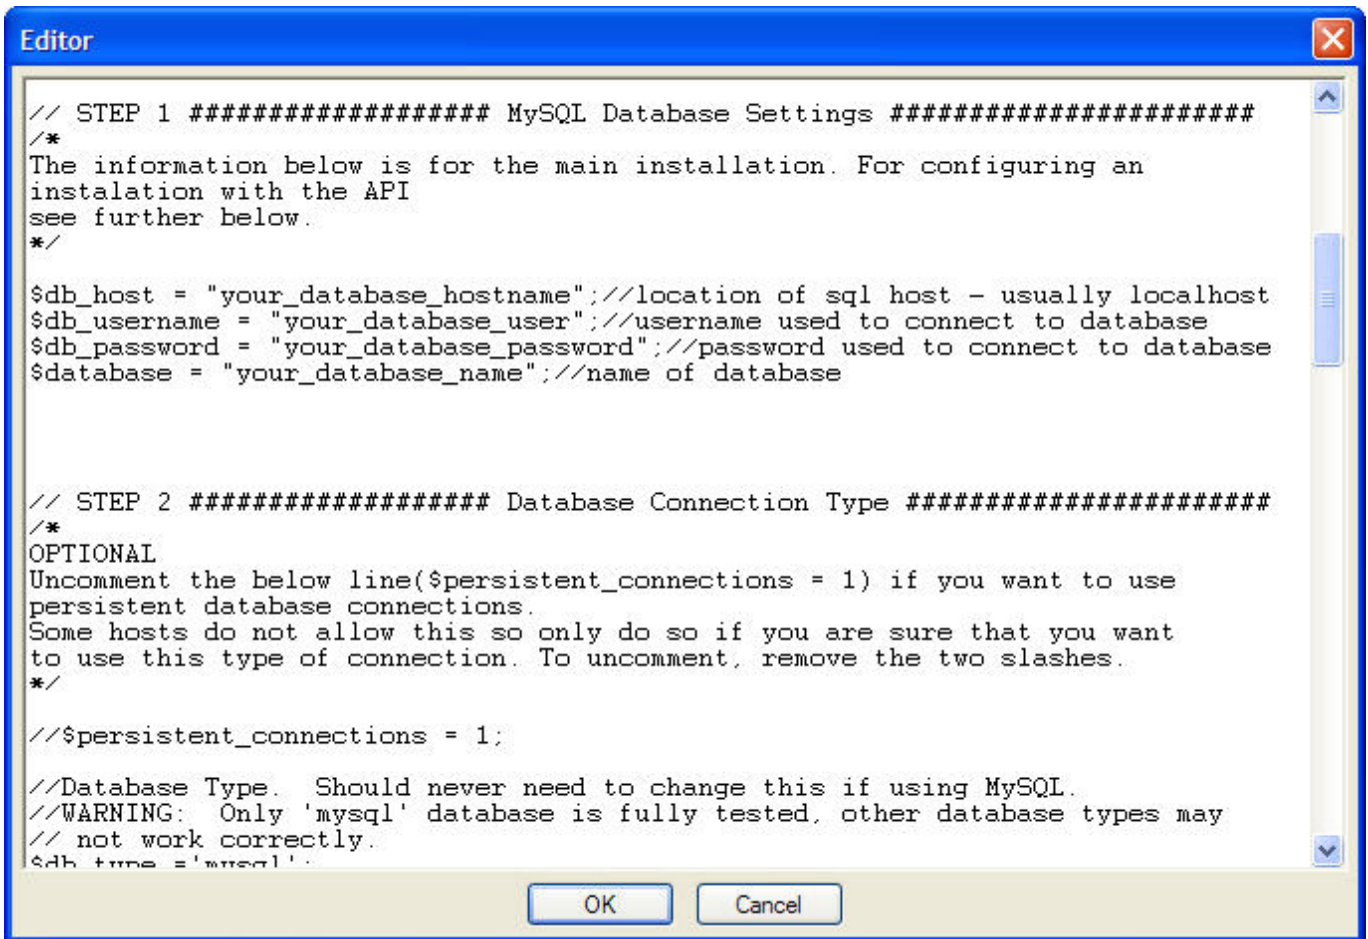 Editor
// STEP 1 ################### MySQL Database Settings #######################
/*
The information below is for the main installation. For configuring an
instalation with the API
see further below.
*/
$db_host = "your_database_hostname";//location of sql host – usually localhost
$db_username = "your_database_user";//username used to connect to database
$db_password = "your_database_password";//password used to connect to database
$database = "your_database_name";//name of database
// STEP 2 ################### Database Connection Type #######################
/*
OPTIONAL
Uncomment the below line($persistent_connections = 1) if you want to use
persistent database connections.
Some hosts do not allow this so only do so if you are sure that you want
to use this type of connection. To uncomment, remove the two slashes.
*/
//$persistent_connections = 1;
//Database Type.  Should never need to change this if using MySQL.
//WARNING:  Only 'mysql' database is fully tested, other database types may
// not work correctly.
$db_type ='mysql';
OK
Cancel